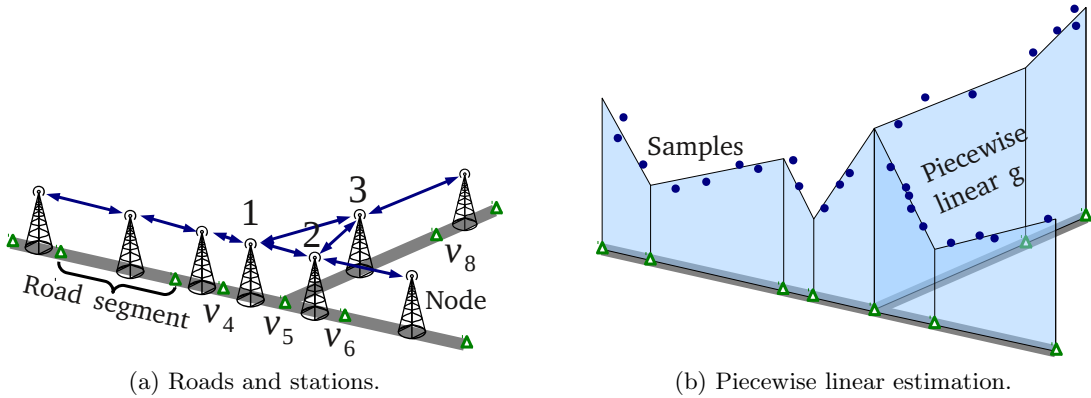 1
2
3
Road segment
v4
v5
v6
v8
Node
(a) Roads and stations.
Samples
Piecewise
linear g
(b) Piecewise linear estimation.